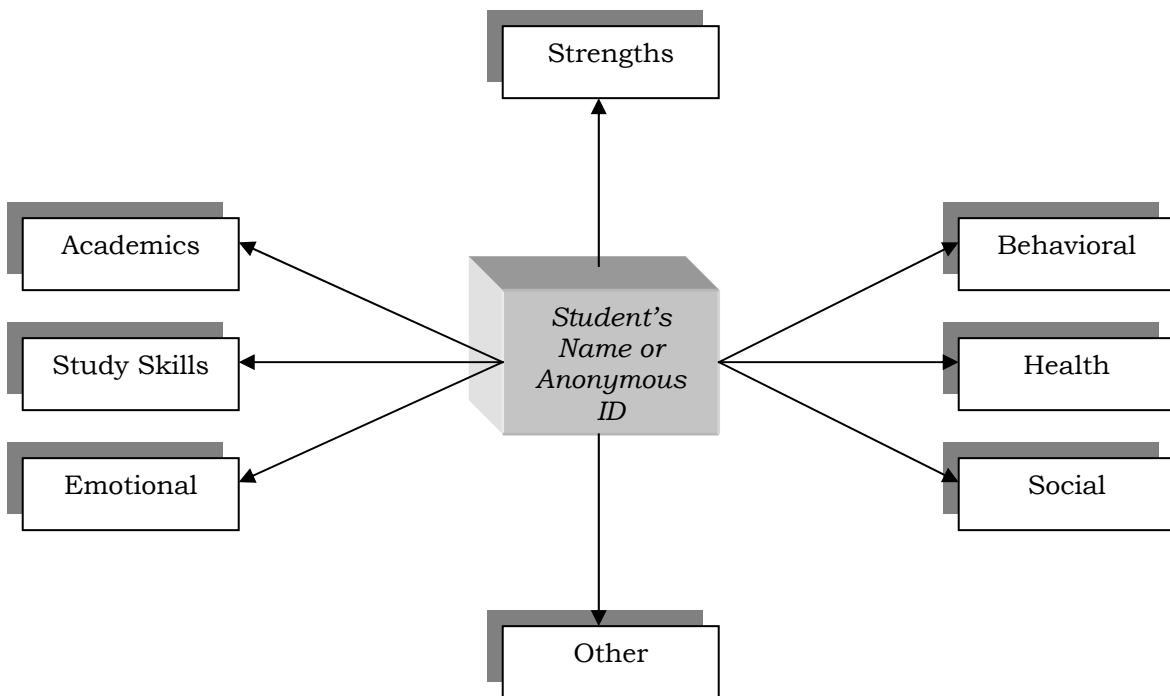 Strengths
Academics
Behavioral
Student’s
Name or
Anonymous
ID
Study Skills
Health
Emotional
Social
Other